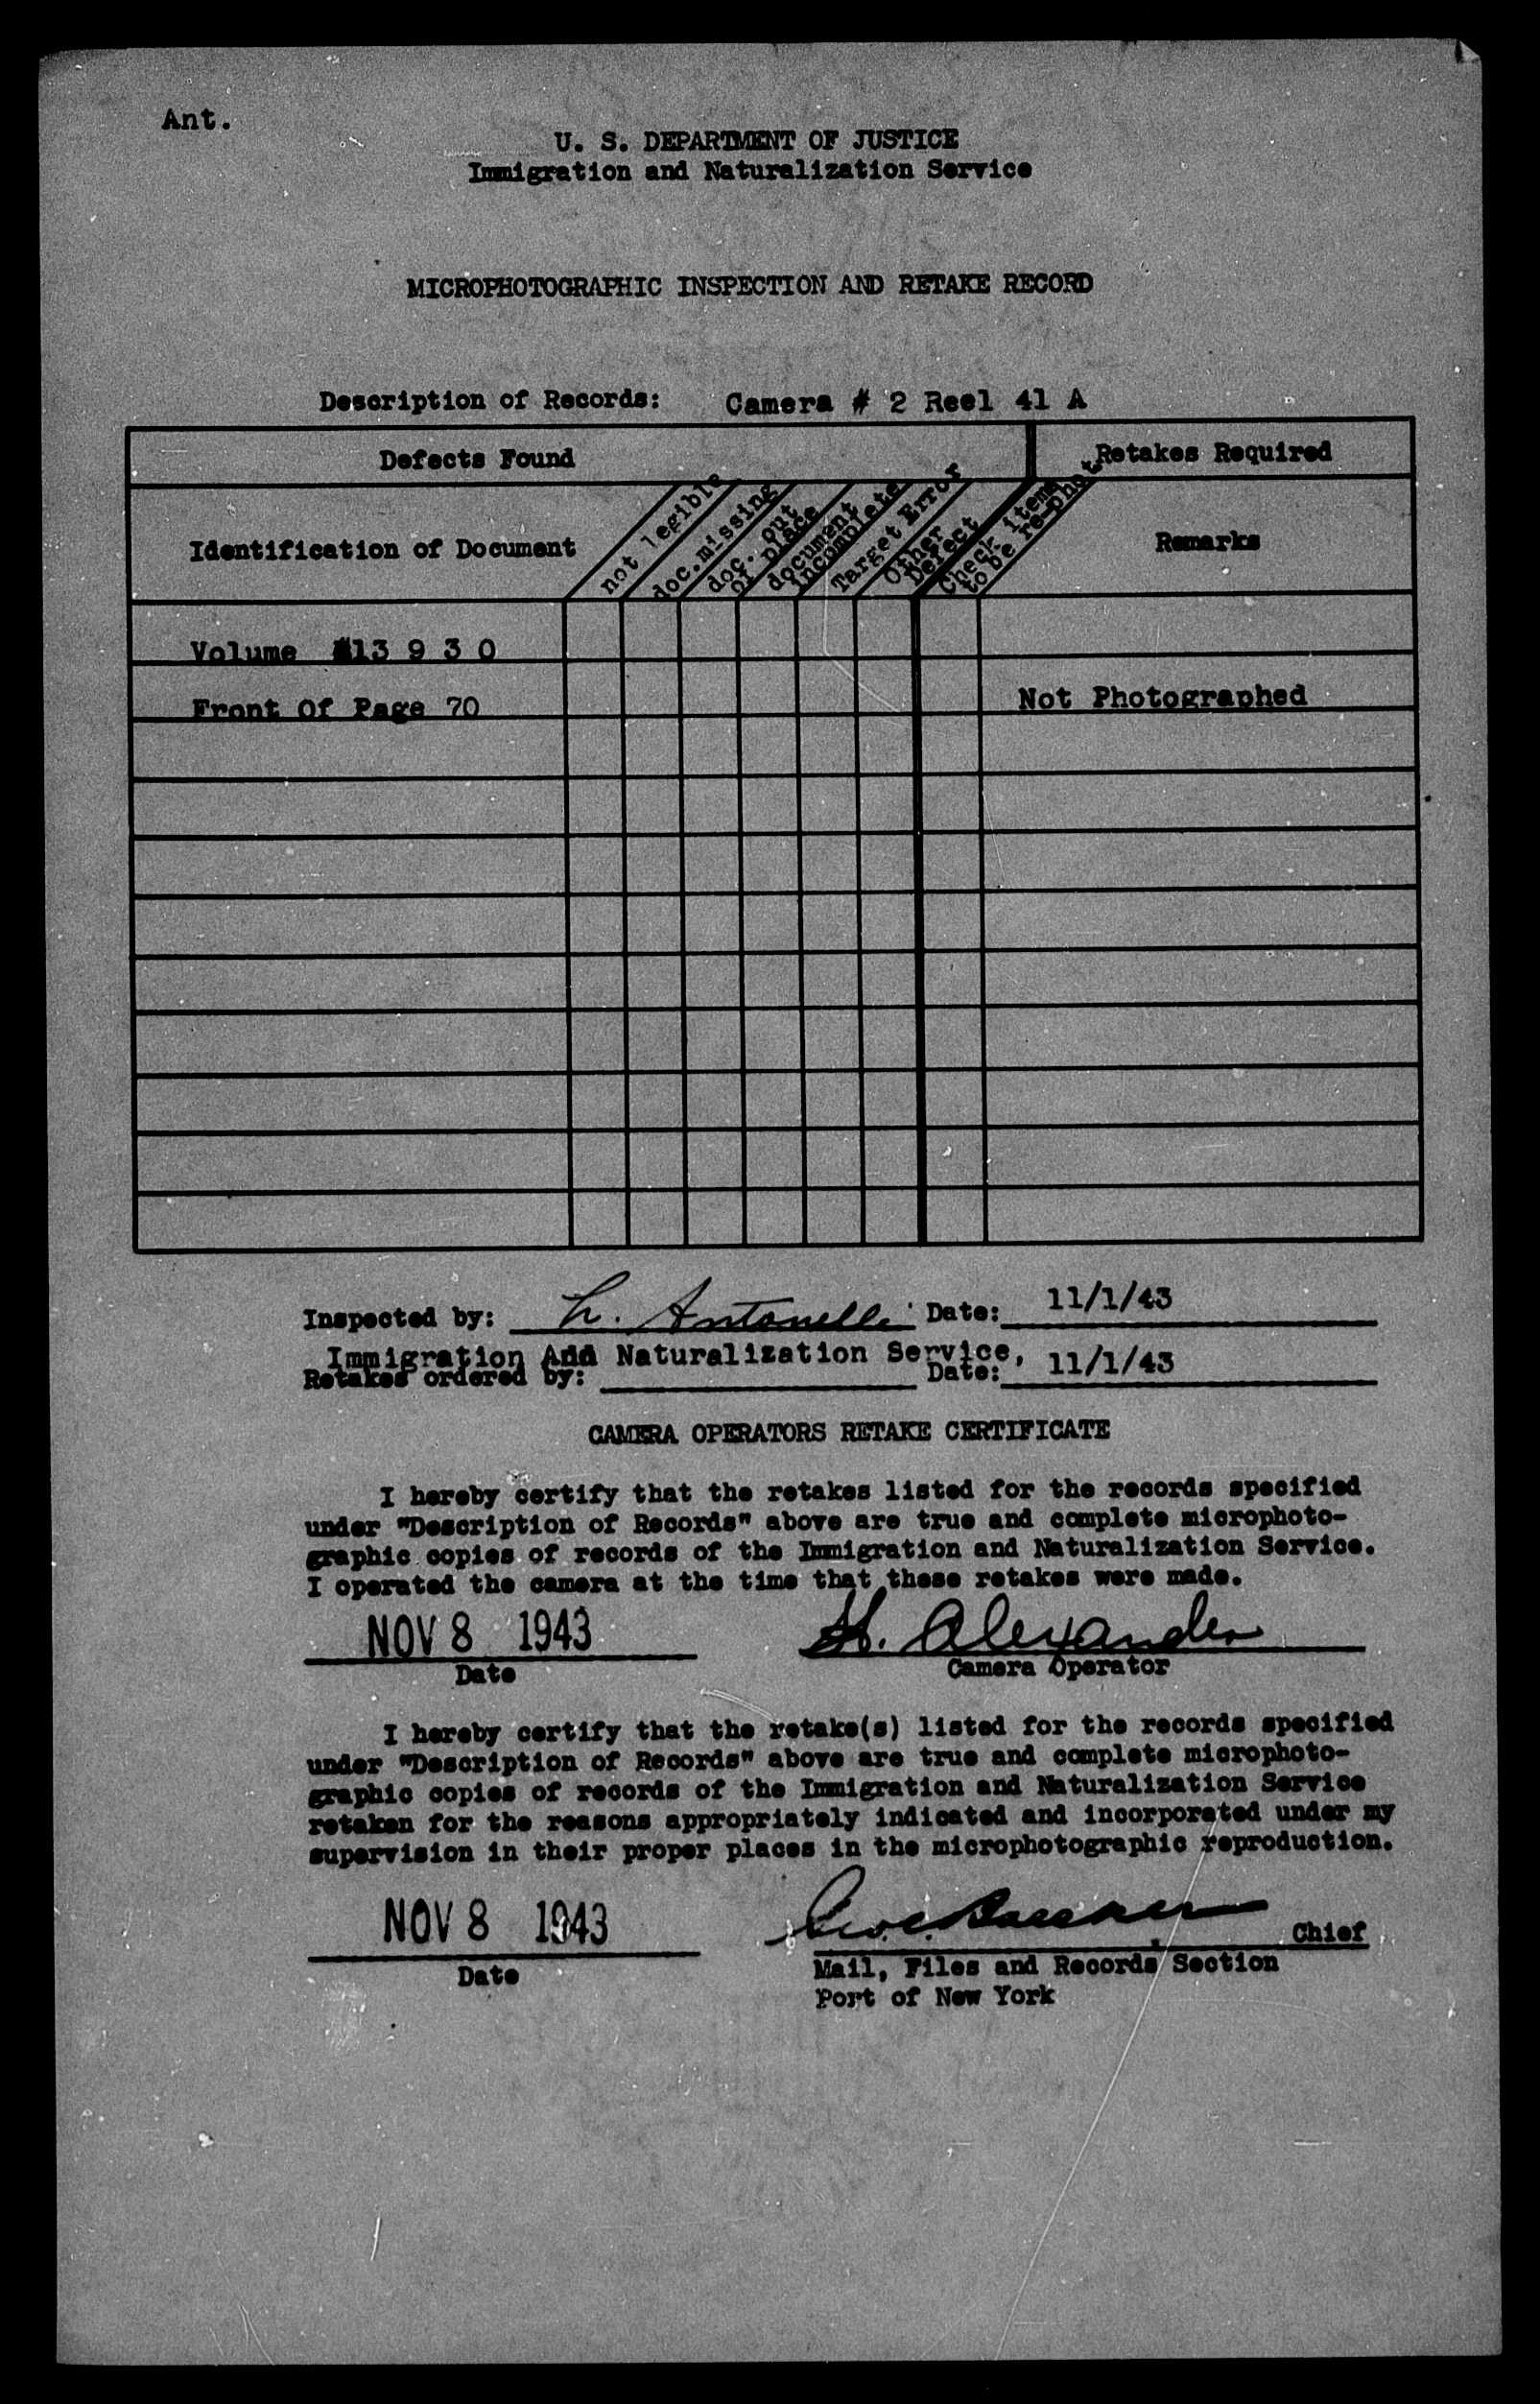 Ant.
U. S. DEPARTMENT OF JUSTICE
Immigration and Naturalization Service
MICROPHOTOGRAPHIC INSPECTION AND RETAKE RECORD
Description of Records: Camera # 2 Reel 41 A
Defects Found
Retakes Required
Identification of Document
not legible
doc.missing
doc. out
of place
document
incomplete
Target Error
Other
Defect
Check items
to be re-phot
Remarks
Volume #13 9 3 0
Front Of Page 70
Not Photographed
Inspected by: L. Antonelli Date: 11/1/43
Immigration And Naturalization Service,
Retakes ordered by: Date: 11/1/43
CAMERA OPERATORS RETAKE CERTIFICATE
I hereby certify that the retakes listed for the records specified
under "Description of Records" above are true and complete microphoto-
graphic copies of records of the Immigration and Naturalization Service.
I operated the camera at the time that these retakes were made.
NOV 8 1943 H. Alexander
Date Camera Operator
I hereby certify that the retake(s) listed for the records specified
under "Description of Records" above are true and complete microphoto-
graphic copies of records of the Immigration and Naturalization Service
retaken for the reasons appropriately indicated and incorporated under my
supervision in their proper places in the microphotographic reproduction.
NOV 8 1943 Chief
Date Mail, Files and Records Section
Port of New York